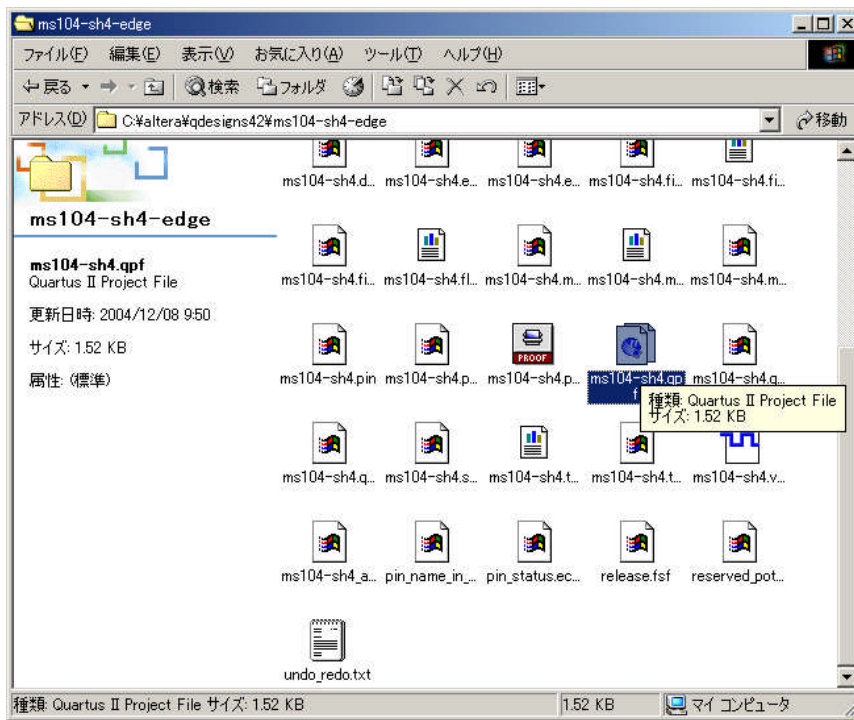 ms104-sh4-edge
ファイル(F) 編集(E) 表示(V) お気に入り(A) ツール(T) ヘルプ(H)
戻る 検索 フォルダ
アドレス(D) C:¥altera¥qdesigns42¥ms104-sh4-edge 移動
ms104-sh4-edge
ms104-sh4.qpf
Quartus II Project File
更新日時: 2004/12/08 9:50
サイズ: 1.52 KB
属性: (標準)
ms104-sh4.d... ms104-sh4.e... ms104-sh4.e... ms104-sh4.fi... ms104-sh4.fi...
ms104-sh4.fi... ms104-sh4.fl... ms104-sh4.m... ms104-sh4.m... ms104-sh4.m...
PROOF
ms104-sh4.pin ms104-sh4.p... ms104-sh4.p... ms104-sh4.qp ms104-sh4.q...
f
種類: Quartus II Project File
サイズ: 1.52 KB
ms104-sh4.q... ms104-sh4.s... ms104-sh4.t... ms104-sh4.t... ms104-sh4.v...
ms104-sh4_a... pin_name_in_... pin_status.ec... release.fsf reserved_pot...
undo_redo.txt
種類: Quartus II Project File サイズ: 1.52 KB 1.52 KB マイ コンピュータ